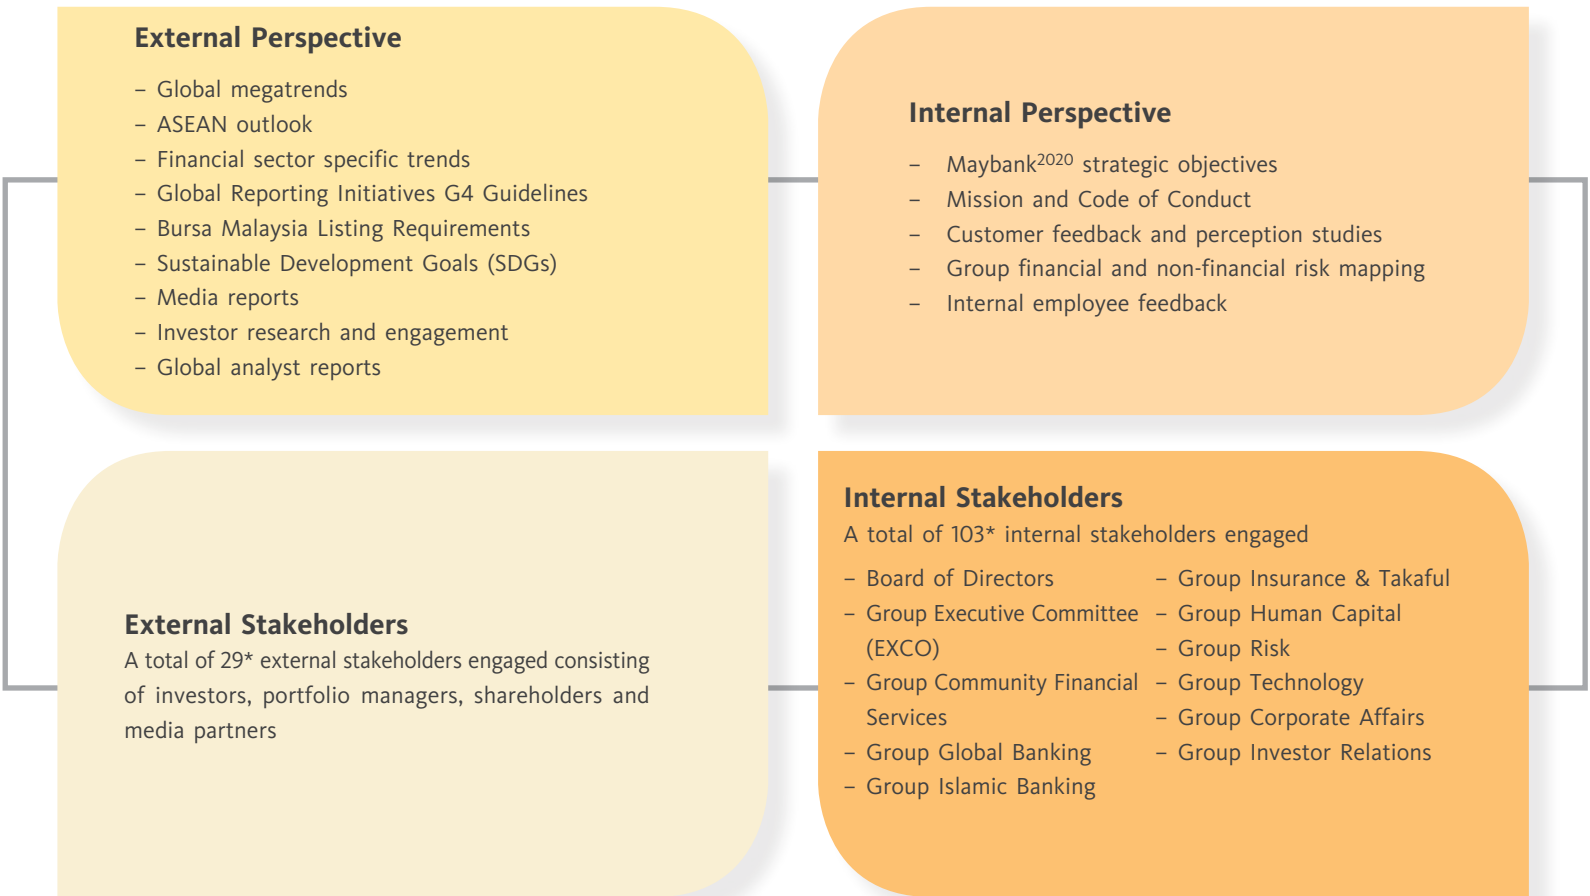 External Perspective
– Global megatrends
– ASEAN outlook
– Financial sector specific trends
– Global Reporting Initiatives G4 Guidelines
– Bursa Malaysia Listing Requirements
– Sustainable Development Goals (SDGs)
– Media reports
– Investor research and engagement
– Global analyst reports
Internal Perspective
– Maybank2020 strategic objectives
– Mission and Code of Conduct
– Customer feedback and perception studies
– Group financial and non-financial risk mapping
– Internal employee feedback
External Stakeholders
A total of 29* external stakeholders engaged consisting
of investors, portfolio managers, shareholders and
media partners
Internal Stakeholders
A total of 103* internal stakeholders engaged
– Board of Directors
– Group Executive Committee
(EXCO)
– Group Community Financial
Services
– Group Global Banking
– Group Islamic Banking
– Group Insurance & Takaful
– Group Human Capital
– Group Risk
– Group Technology
– Group Corporate Affairs
– Group Investor Relations